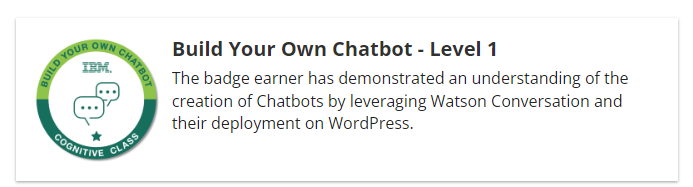 BUILD YOUR OWN CHATBOT
IBM.
COGNITIVE CLASS
Build Your Own Chatbot - Level 1
The badge earner has demonstrated an understanding of the
creation of Chatbots by leveraging Watson Conversation and
their deployment on WordPress.